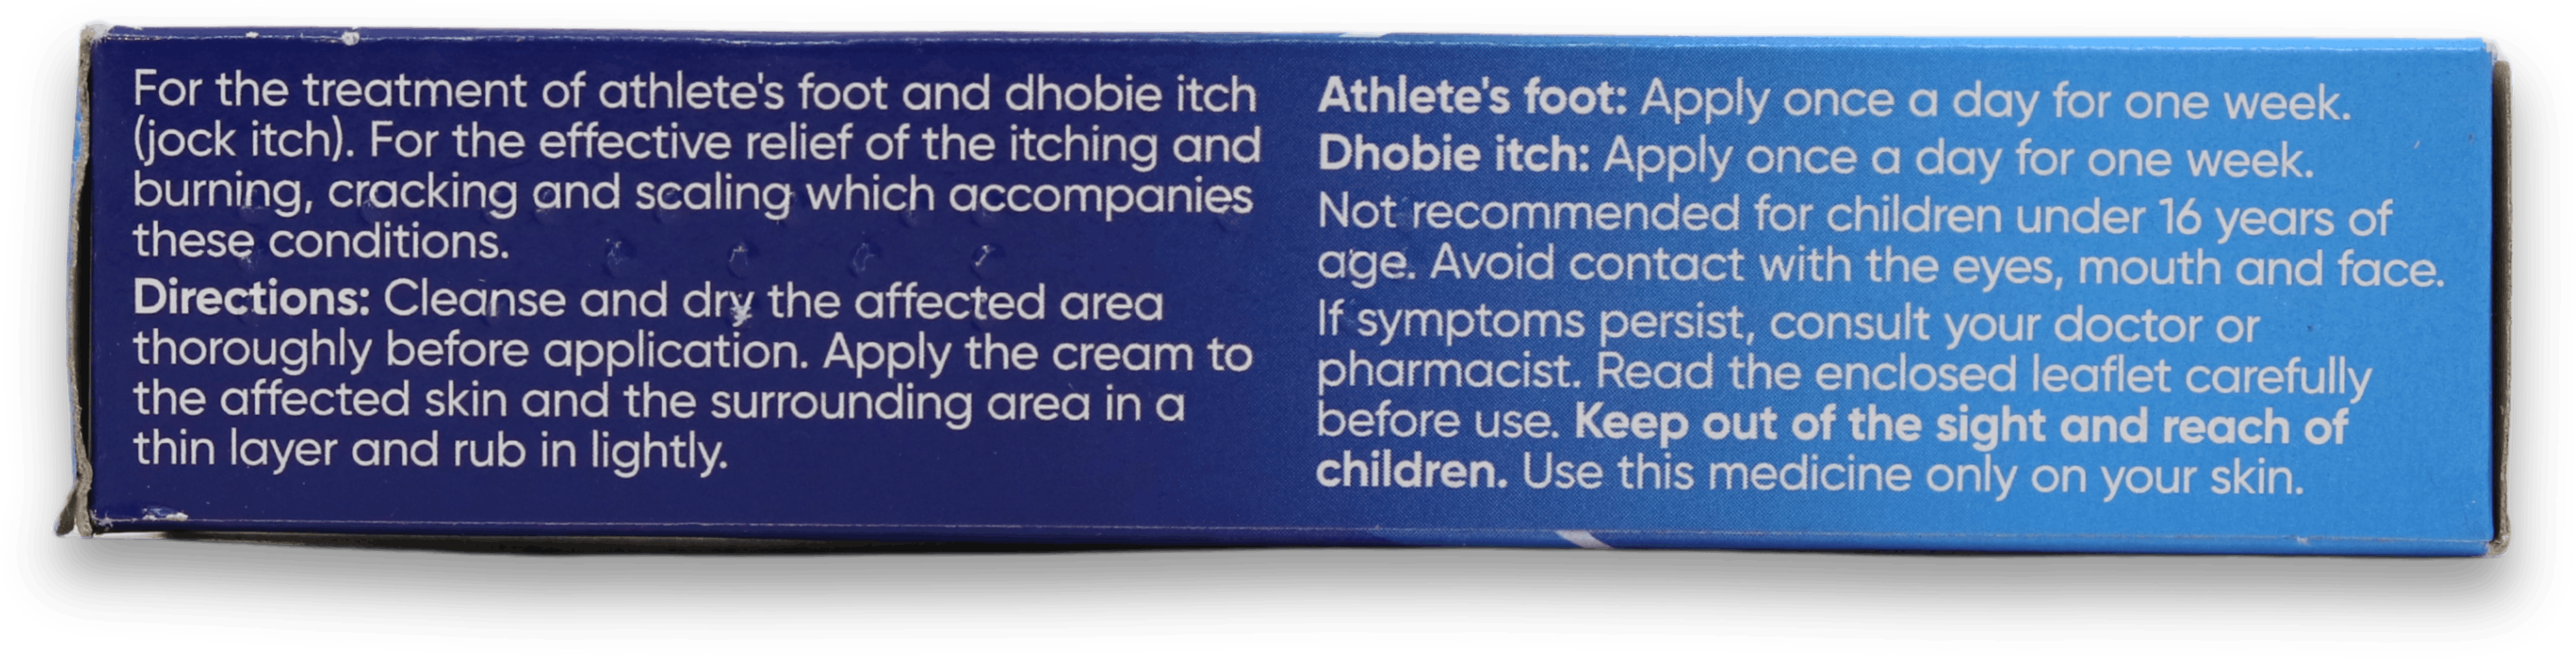 For the treatment of athlete's foot and dhobie itch
(jock itch). For the effective relief of the itching and
burning, cracking and scaling which accompanies
these conditions.
Directions: Cleanse and dry the affected area
thoroughly before application. Apply the cream to
the affected skin and the surrounding area in a
thin layer and rub in lightly.
Athlete's foot: Apply once a day for one week.
Dhobie itch: Apply once a day for one week.
Not recommended for children under 16 years of
age. Avoid contact with the eyes, mouth and face.
If symptoms persist, consult your doctor or
pharmacist. Read the enclosed leaflet carefully
before use. Keep out of the sight and reach of
children. Use this medicine only on your skin.